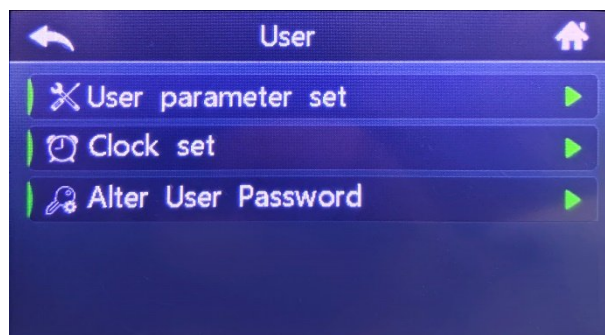 User
User parameter set
Clock set
Alter User Password